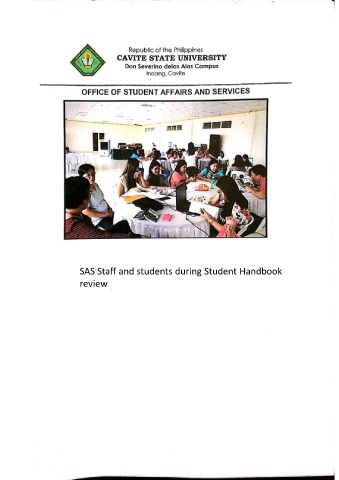 Republic of the Philippines
CAVITE STATE UNIVERSITY
Don Severino delas Alas Campus
Indang, Cavite
OFFICE OF STUDENT AFFAIRS AND SERVICES
SAS Staff and students during Student Handbook
review